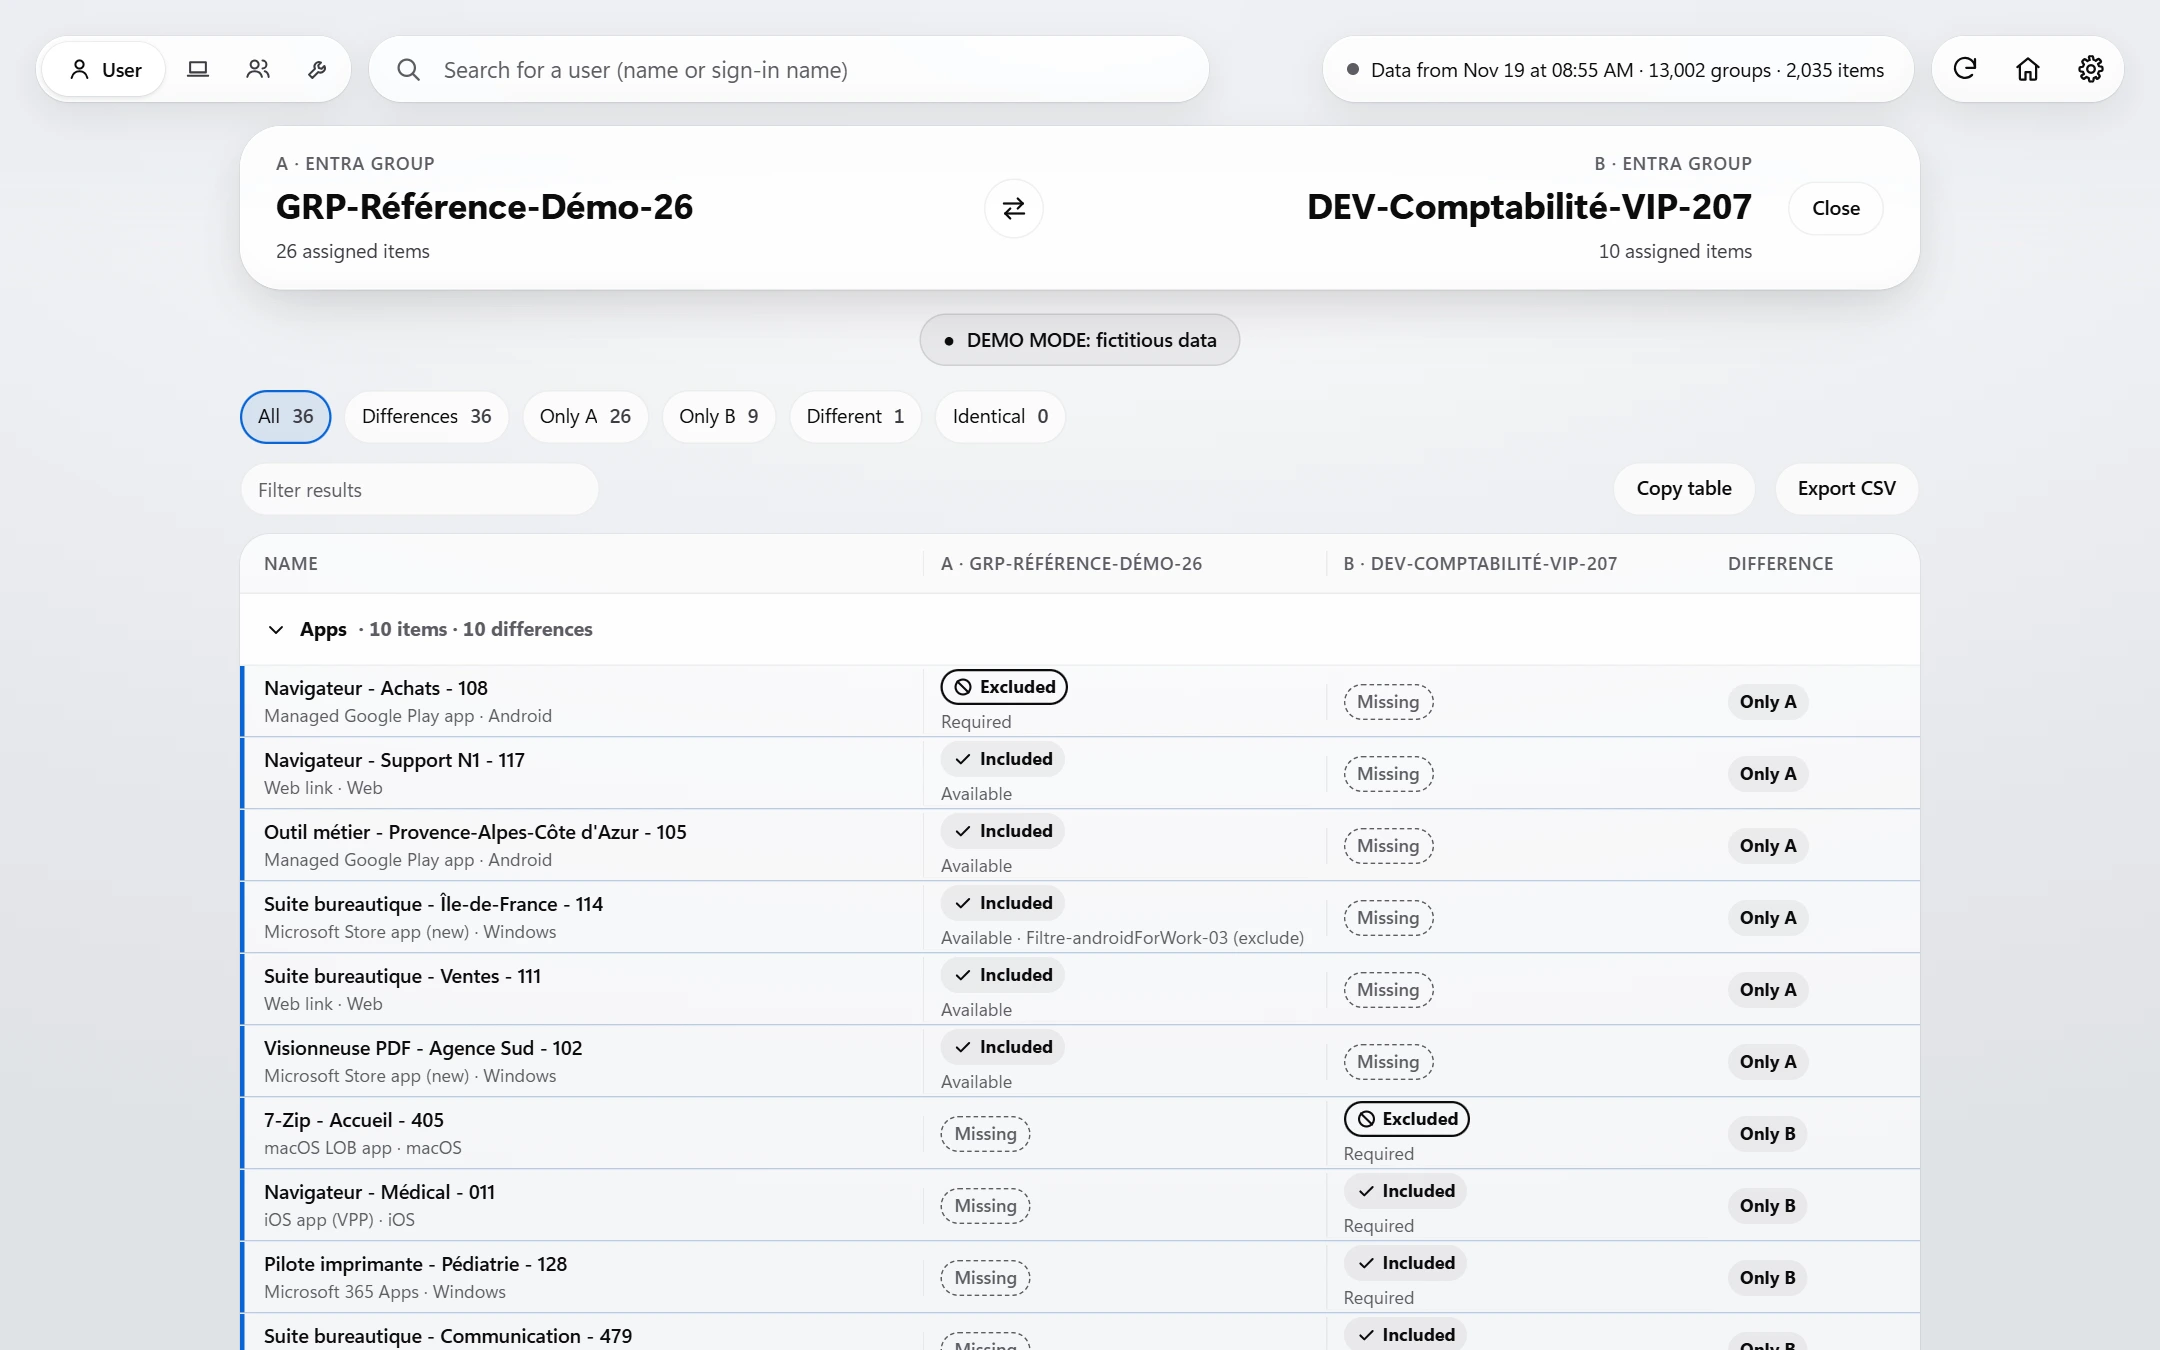 User
Search for a user (name or sign-in name)
Data from Nov 19 at 08:55 AM · 13,002 groups · 2,035 items
A · ENTRA GROUP
GRP-Référence-Démo-26
26 assigned items
B · ENTRA GROUP
DEV-Comptabilité-VIP-207
10 assigned items
Close
DEMO MODE: fictitious data
All 36
Differences 36
Only A 26
Only B 9
Different 1
Identical 0
Filter results
Copy table
Export CSV
NAME
A · GRP-RÉFÉRENCE-DÉMO-26
B · DEV-COMPTABILITÉ-VIP-207
DIFFERENCE
Apps · 10 items · 10 differences
Navigateur - Achats - 108
Managed Google Play app · Android
Excluded
Required
Missing
Only A
Navigateur - Support N1 - 117
Web link · Web
Included
Available
Missing
Only A
Outil métier - Provence-Alpes-Côte d'Azur - 105
Managed Google Play app · Android
Included
Available
Missing
Only A
Suite bureautique - Île-de-France - 114
Microsoft Store app (new) · Windows
Included
Available · Filtre-androidForWork-03 (exclude)
Missing
Only A
Suite bureautique - Ventes - 111
Web link · Web
Included
Available
Missing
Only A
Visionneuse PDF - Agence Sud - 102
Microsoft Store app (new) · Windows
Included
Available
Missing
Only A
7-Zip - Accueil - 405
macOS LOB app · macOS
Missing
Excluded
Required
Only B
Navigateur - Médical - 011
iOS app (VPP) · iOS
Missing
Included
Required
Only B
Pilote imprimante - Pédiatrie - 128
Microsoft 365 Apps · Windows
Missing
Included
Required
Only B
Suite bureautique - Communication - 479
Missing
Included
Only B